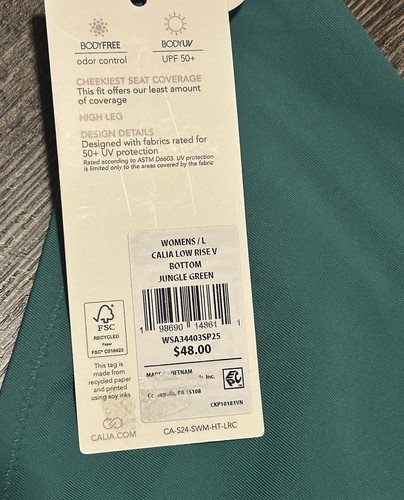 BODYFREE
odor control
BODYUV
UPF 50+
CHEEKIEST SEAT COVERAGE
This fit offers our least amount
of coverage
HIGH LEG
DESIGN DETAILS
Designed with fabrics rated for
50+ UV protection
Rated according to ASTM D6603. UV protection
is limited only to the areas covered by the fabric
WOMENS / L
CALIA LOW RISE V
BOTTOM
JUNGLE GREEN
1 98690 14861 1
WSA34403SP25
$48.00
VIETNAM
Inc.
PA 15108
CKP10183VN
FSC
RECYCLED
Paper
FSC® C018423
This tag is
made from
recycled paper
and printed
using soy inks
CALIA.COM
CA-S24-SWM-HT-LRC